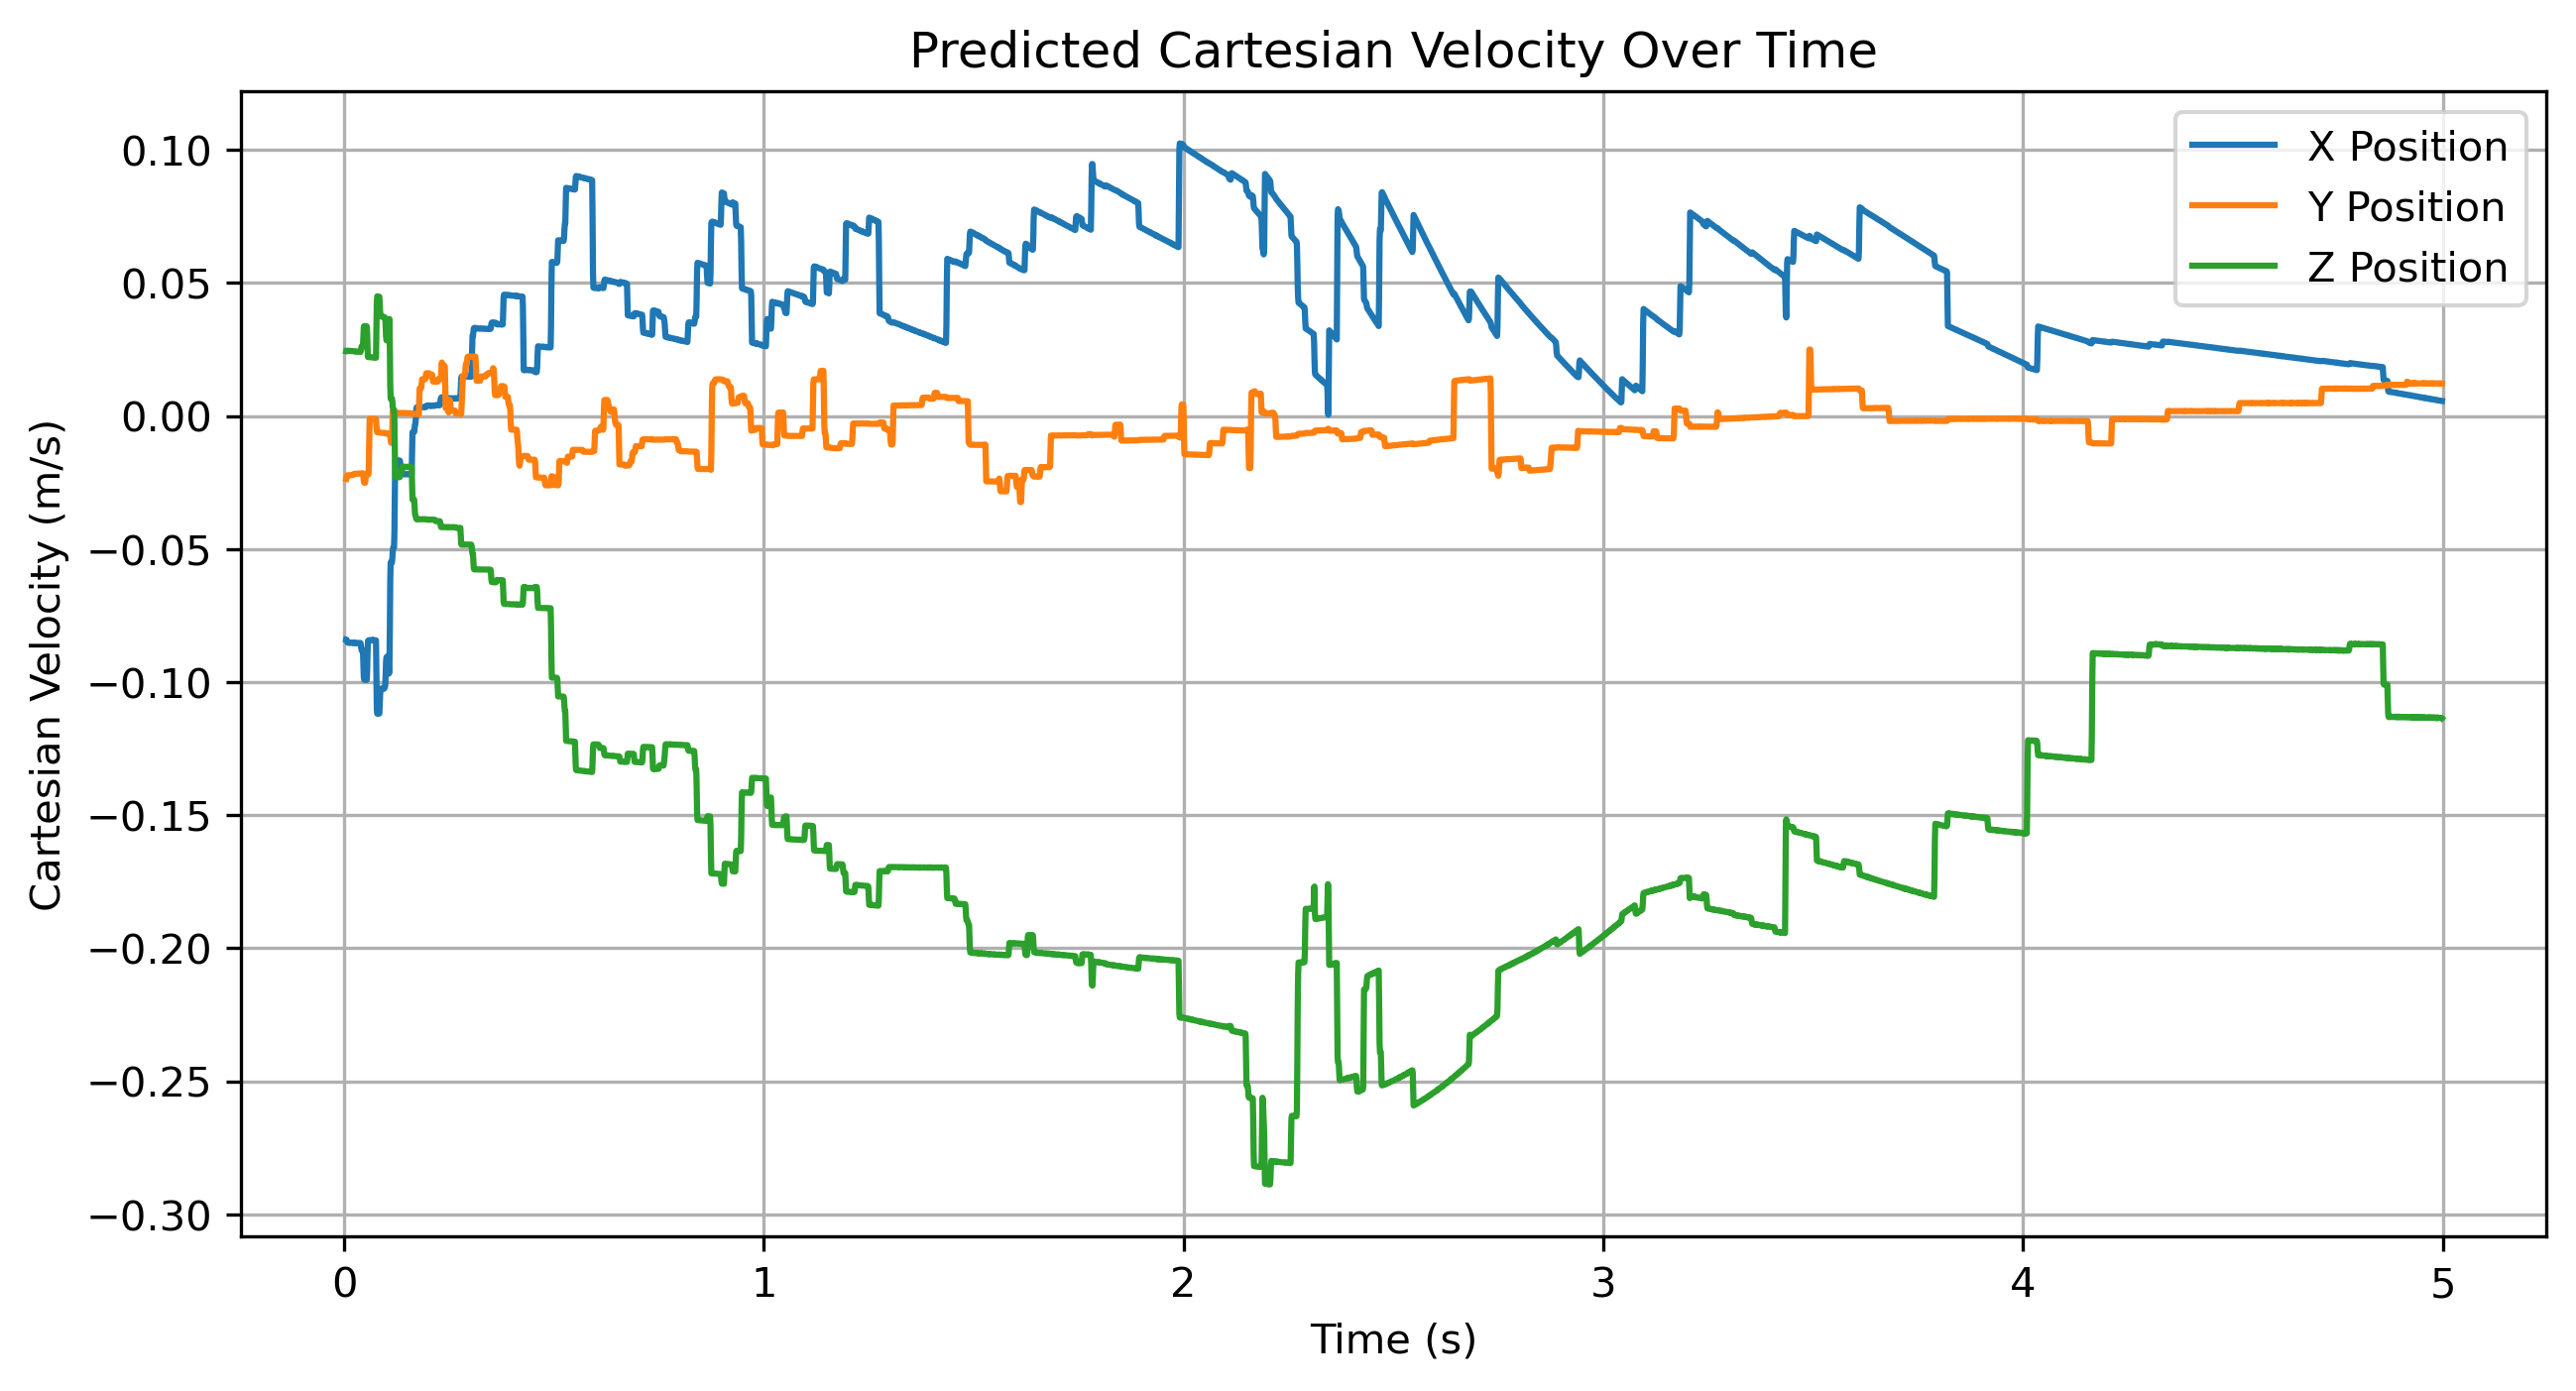 Predicted Cartesian Velocity Over Time
X Position
Y Position
Z Position
Cartesian Velocity (m/s)
0.10
0.05
0.00
−0.05
−0.10
−0.15
−0.20
−0.25
−0.30
0 1 2 3 4 5
Time (s)